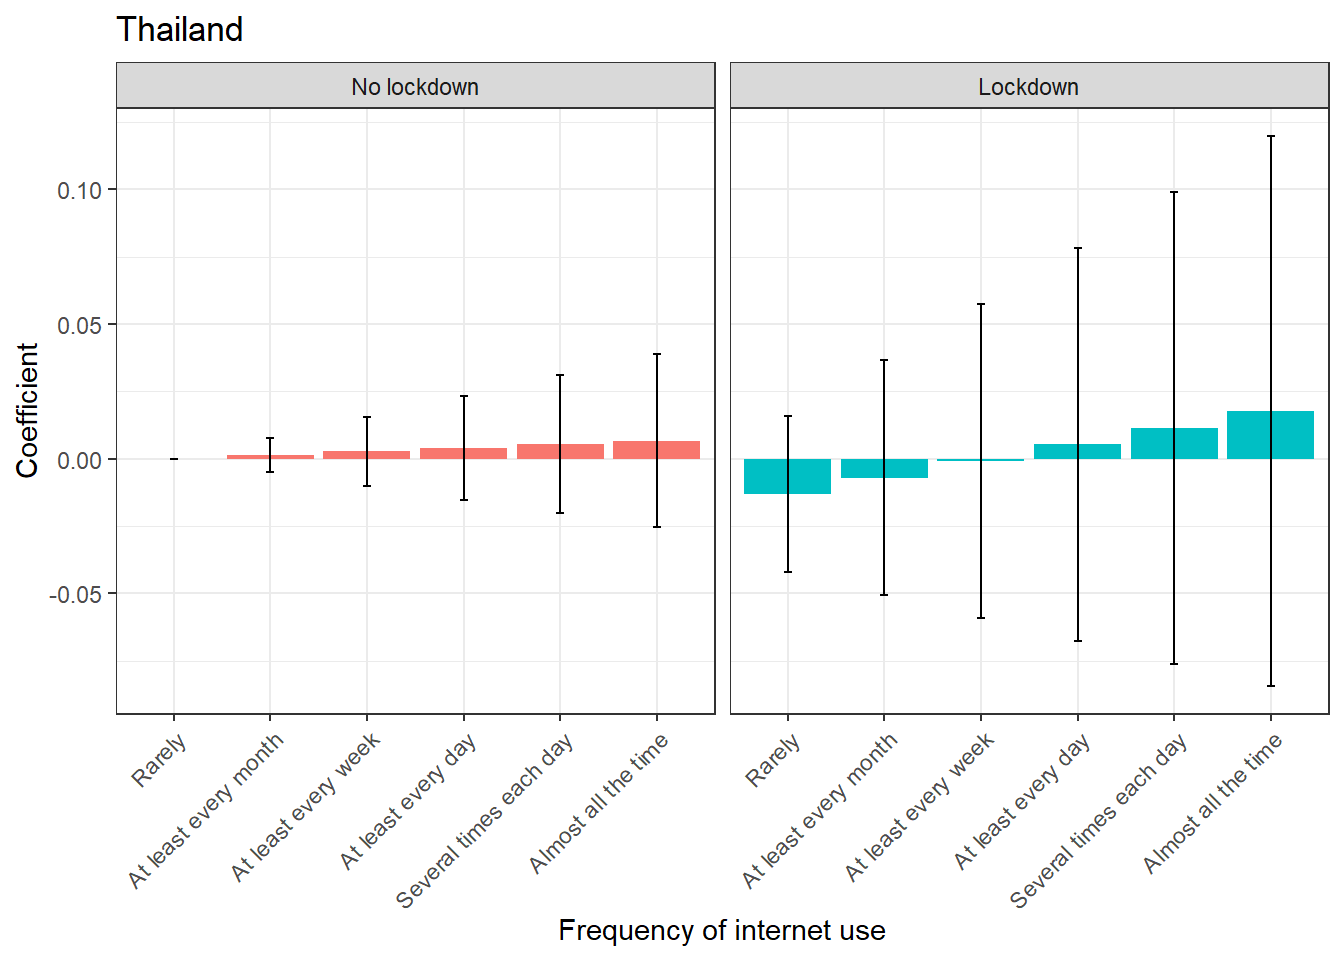 Thailand
No lockdown
Lockdown
Coefficient
0.10
0.05
0.00
-0.05
Rarely
At least every month
At least every week
At least every day
Several times each day
Almost all the time
Rarely
At least every month
At least every week
At least every day
Several times each day
Almost all the time
Frequency of internet use